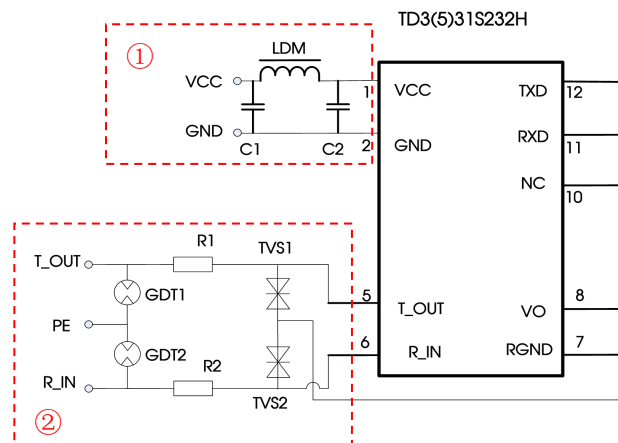 TD3(5)31S232H
①
LDM
VCC
GND
C1
C2
1
2
VCC
GND
TXD
12
RXD
11
NC
10
T_OUT
R1
TVS1
GDT1
PE
GDT2
R_IN
R2
TVS2
②
5
T_OUT
6
R_IN
VO
8
RGND
7